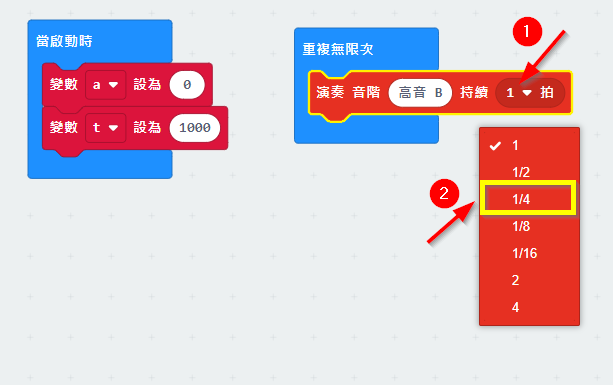 當啟動時
變數 a 設為 0
變數 t 設為 1000
重複無限次
演奏 音階 高音 B 持續 1 拍
1
2
1
1/2
1/4
1/8
1/16
2
4